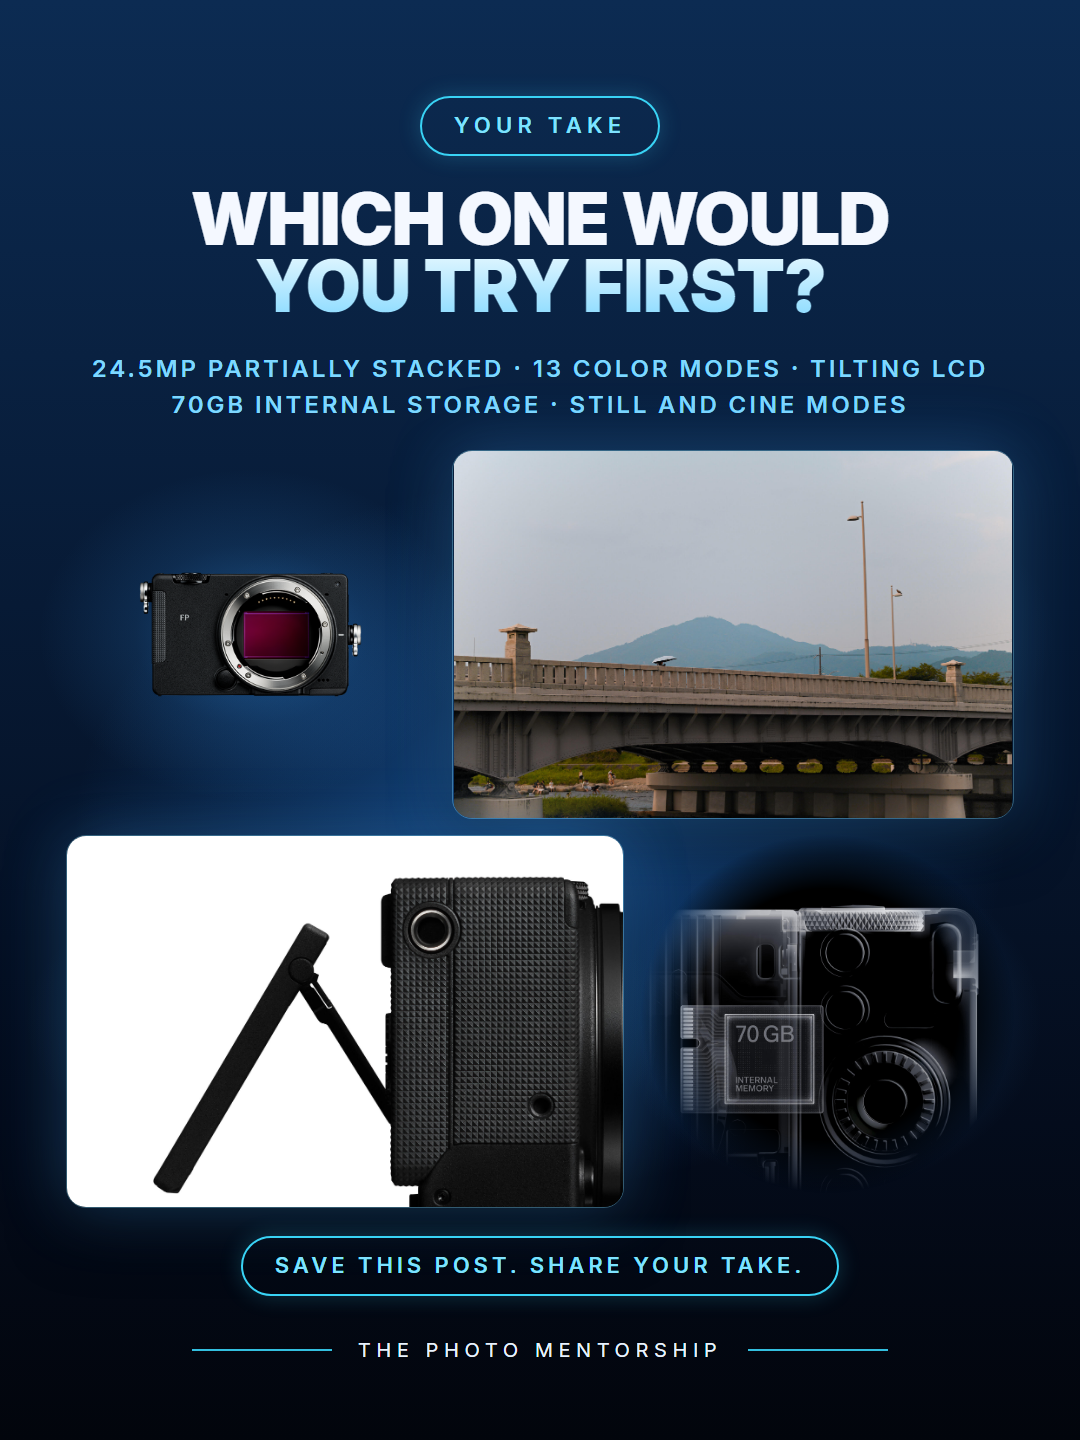 YOUR TAKE
WHICH ONE WOULD
YOU TRY FIRST?
24.5MP PARTIALLY STACKED · 13 COLOR MODES · TILTING LCD
70GB INTERNAL STORAGE · STILL AND CINE MODES
FP
70 GB
INTERNAL
MEMORY
SAVE THIS POST. SHARE YOUR TAKE.
THE PHOTO MENTORSHIP